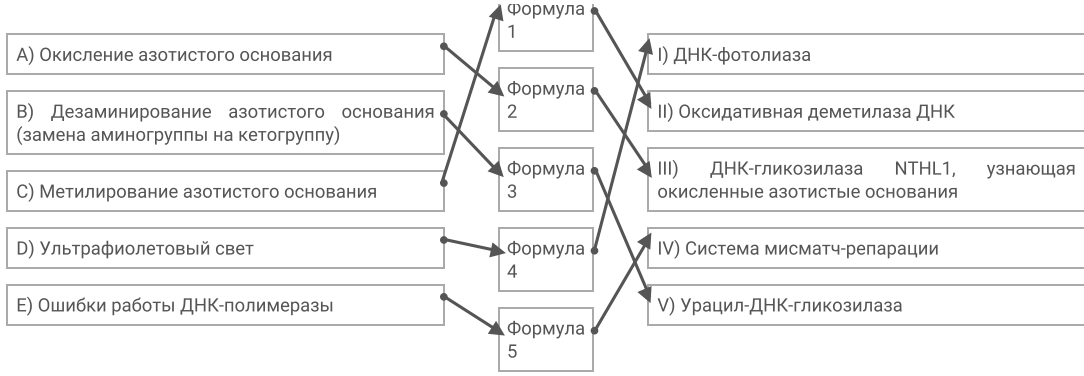 A) Окисление азотистого основания
B) Дезаминирование азотистого основания
(замена аминогруппы на кетогруппу)
C) Метилирование азотистого основания
D) Ультрафиолетовый свет
E) Ошибки работы ДНК-полимеразы
Формула
1
Формула
2
Формула
3
Формула
4
Формула
5
I) ДНК-фотолиаза
II) Оксидативная деметилаза ДНК
III) ДНК-гликозилаза NTHL1, узнающая
окисленные азотистые основания
IV) Система мисматч-репарации
V) Урацил-ДНК-гликозилаза